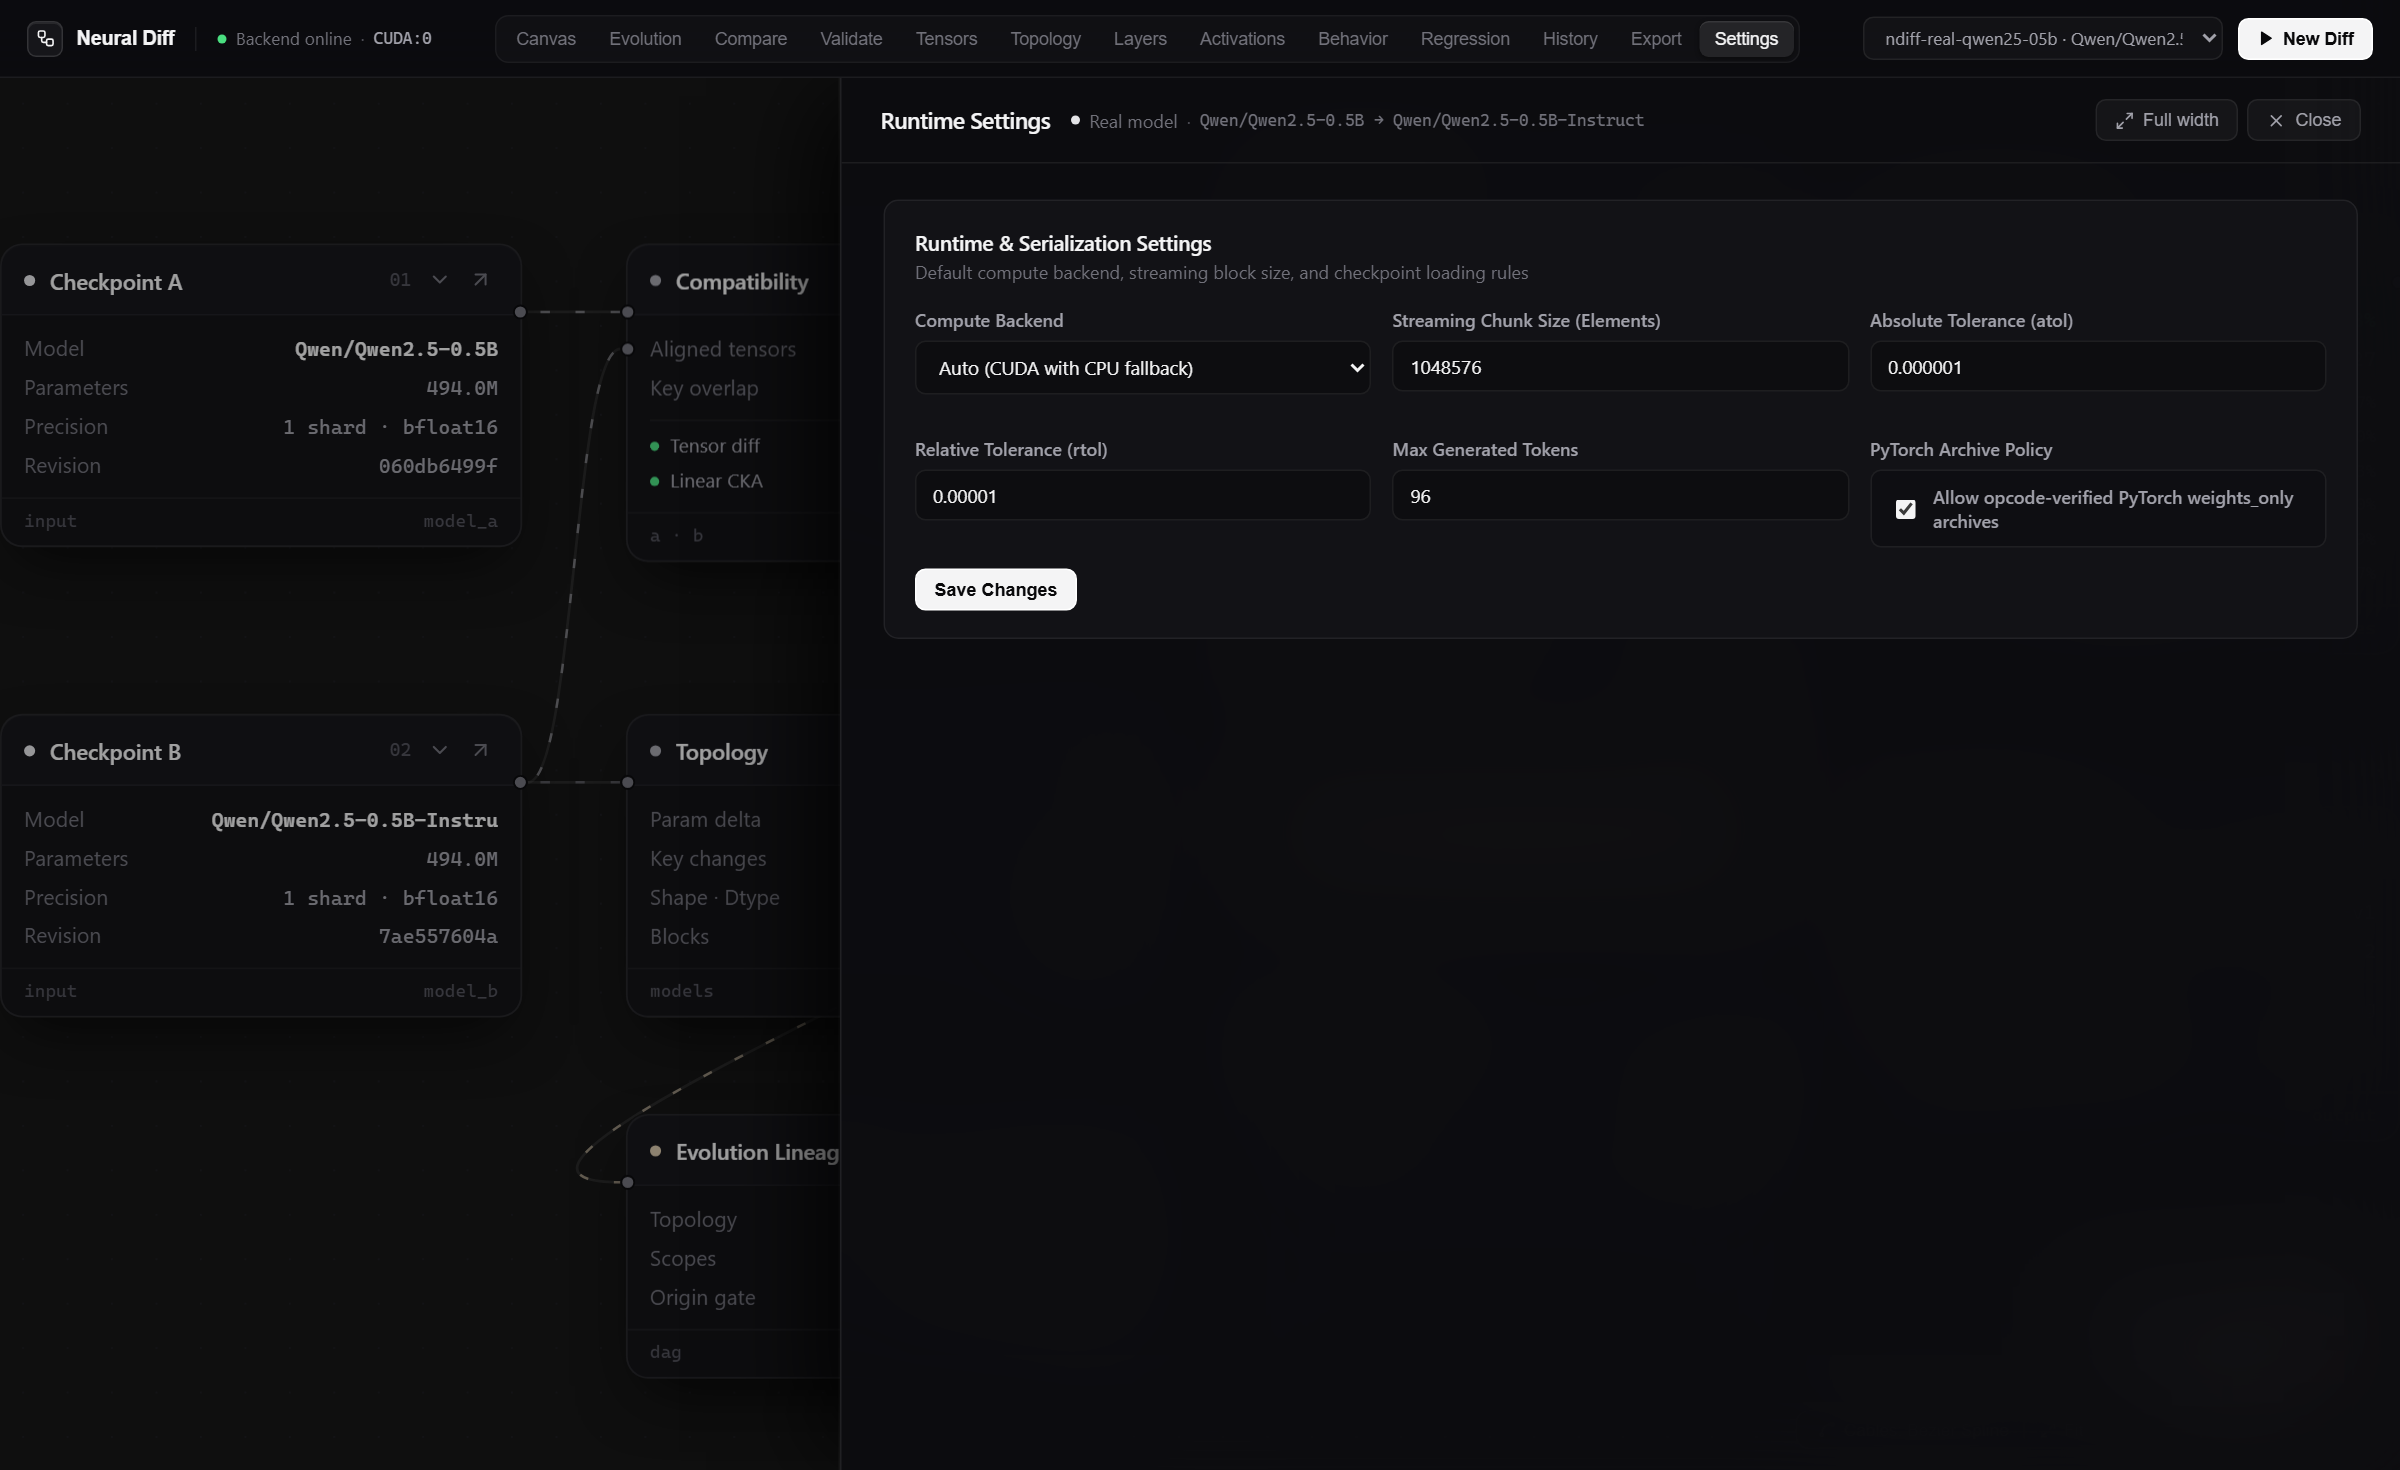 Neural Diff
Backend online · CUDA:0
Canvas
Evolution
Compare
Validate
Tensors
Topology
Layers
Activations
Behavior
Regression
History
Export
Settings
ndiff-real-qwen25-05b · Qwen/Qwen2.
New Diff
Runtime Settings
Real model · Qwen/Qwen2.5-0.5B → Qwen/Qwen2.5-0.5B-Instruct
Full width
Close
Checkpoint A
01
Model
Qwen/Qwen2.5-0.5B
Parameters
494.0M
Precision
1 shard · bfloat16
Revision
060db6499f
input
model_a
Compatibility
Aligned tensors
Key overlap
Tensor diff
Linear CKA
a · b
Checkpoint B
02
Model
Qwen/Qwen2.5-0.5B-Instru
Parameters
494.0M
Precision
1 shard · bfloat16
Revision
7ae557604a
input
model_b
Topology
Param delta
Key changes
Shape · Dtype
Blocks
models
Evolution Lineag
Topology
Scopes
Origin gate
dag
Runtime & Serialization Settings
Default compute backend, streaming block size, and checkpoint loading rules
Compute Backend
Auto (CUDA with CPU fallback)
Streaming Chunk Size (Elements)
1048576
Absolute Tolerance (atol)
0.000001
Relative Tolerance (rtol)
0.00001
Max Generated Tokens
96
PyTorch Archive Policy
Allow opcode-verified PyTorch weights_only
archives
Save Changes